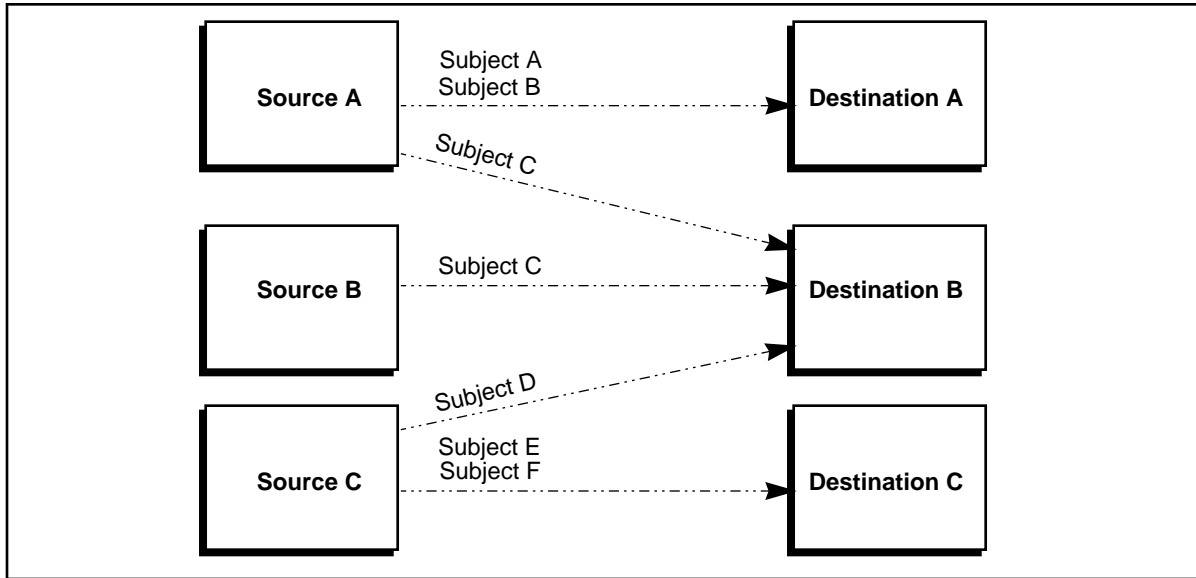 Subject A
Subject B
Source A
Destination A
Subject C
Subject C
Source B
Destination B
Subject D
Subject E
Subject F
Source C
Destination C